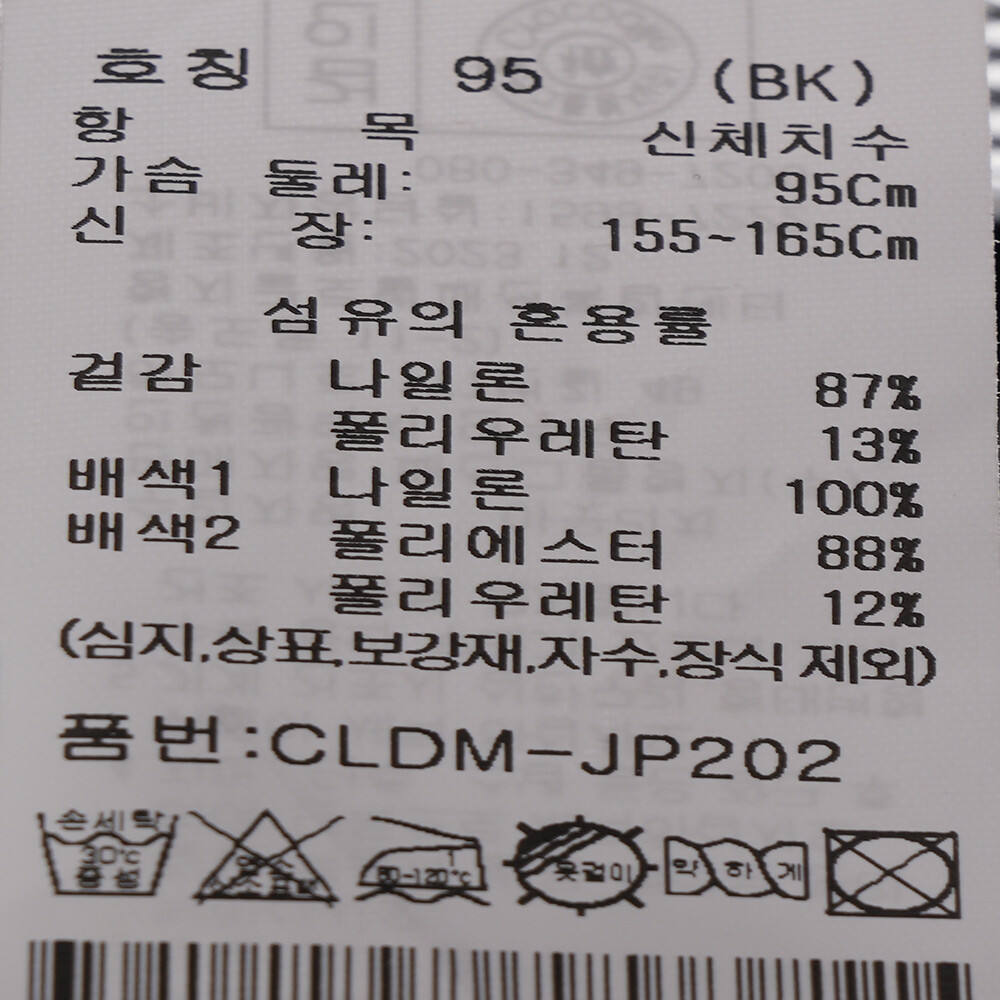 호칭 95 (BK)
항 목 신체치수
가슴 둘레: 95Cm
신 장: 155~165Cm
섬유의 혼용률
겉감 나일론 87%
폴리우레탄 13%
배색1 나일론 100%
배색2 폴리에스터 88%
폴리우레탄 12%
(심지,상표,보강재,자수,장식 제외)
품번:CLDM-JP202
손세탁
30℃
중성
80~120℃
옷걸이
약하게